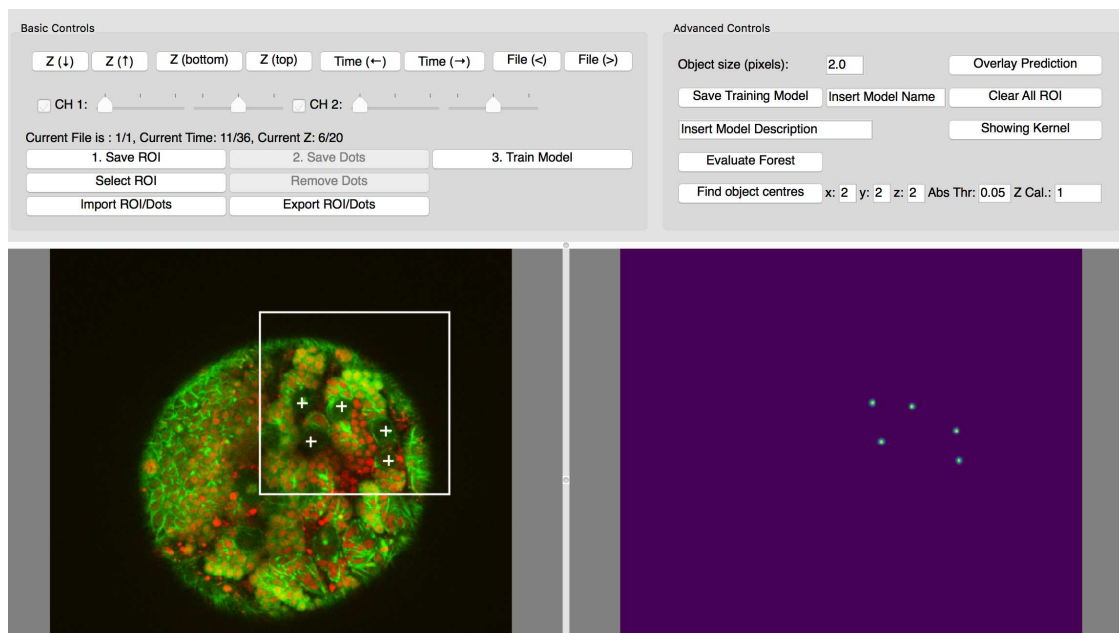 Basic Controls
Z (↓) Z (↑) Z (bottom) Z (top) Time (←) Time (→) File (<) File (>)
CH 1: CH 2:
Current File is : 1/1, Current Time: 11/36, Current Z: 6/20
1. Save ROI 2. Save Dots 3. Train Model
Select ROI Remove Dots
Import ROI/Dots Export ROI/Dots
Advanced Controls
Object size (pixels): 2.0 Overlay Prediction
Save Training Model Insert Model Name Clear All ROI
Insert Model Description Showing Kernel
Evaluate Forest
Find object centres x: 2 y: 2 z: 2 Abs Thr: 0.05 Z Cal.: 1